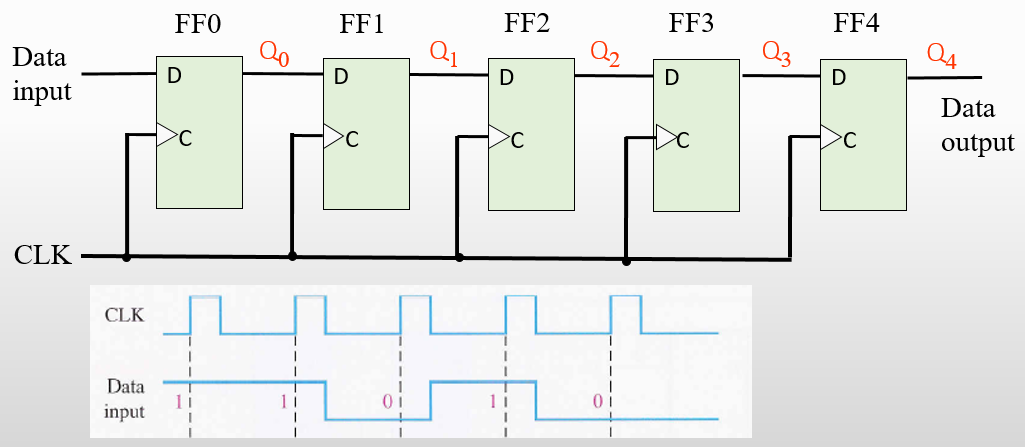 FF0 FF1 FF2 FF3 FF4
Data
input
Q0 Q1 Q2 Q3 Q4
D D D D D
C C C C C
Data
output
CLK
CLK
Data
input
1 1 0 1 0